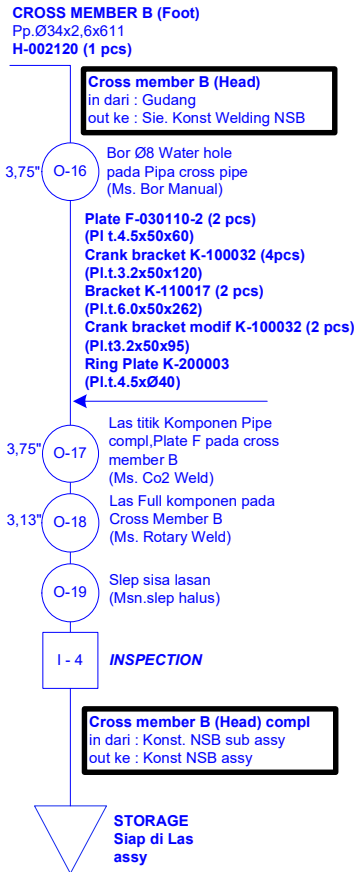 CROSS MEMBER B (Foot)
Pp.Ø34x2,6x611
H-002120 (1 pcs)
Cross member B (Head)
in dari : Gudang
out ke : Sie. Konst Welding NSB
3,75"
O-16
Bor Ø8 Water hole
pada Pipa cross pipe
(Ms. Bor Manual)
Plate F-030110-2 (2 pcs)
(Pl t.4.5x50x60)
Crank bracket K-100032 (4pcs)
(Pl.t.3.2x50x120)
Bracket K-110017 (2 pcs)
(Pl.t.6.0x50x262)
Crank bracket modif K-100032 (2 pcs)
(Pl.t3.2x50x95)
Ring Plate K-200003
(Pl.t.4.5xØ40)
3,75"
O-17
Las titik Komponen Pipe
compl,Plate F pada cross
member B
(Ms. Co2 Weld)
3,13"
O-18
Las Full komponen pada
Cross Member B
(Ms. Rotary Weld)
O-19
Slep sisa lasan
(Msn.slep halus)
I - 4
INSPECTION
Cross member B (Head) compl
in dari : Konst. NSB sub assy
out ke : Konst NSB assy
STORAGE
Siap di Las
assy